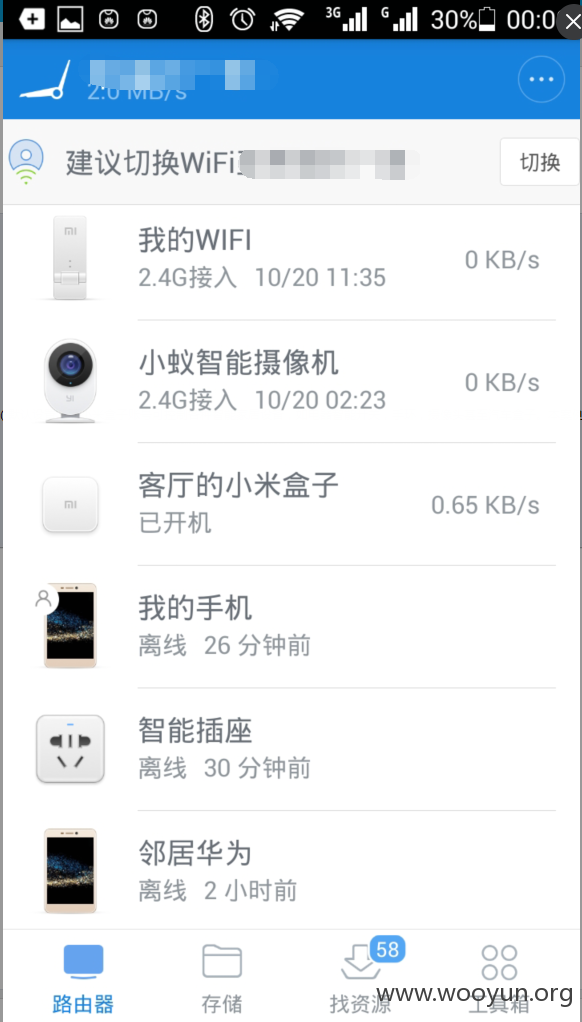 3G G 30% 00:0
2.0 MB/s
建议切换WiFi至
切换
我的WIFI
2.4G接入 10/20 11:35
0 KB/s
小蚁智能摄像机
2.4G接入 10/20 02:23
0 KB/s
客厅的小米盒子
已开机
0.65 KB/s
我的手机
离线 26 分钟前
智能插座
离线 30 分钟前
邻居华为
离线 2 小时前
58
路由器 存储 找资源 工具箱
www.wooyun.org